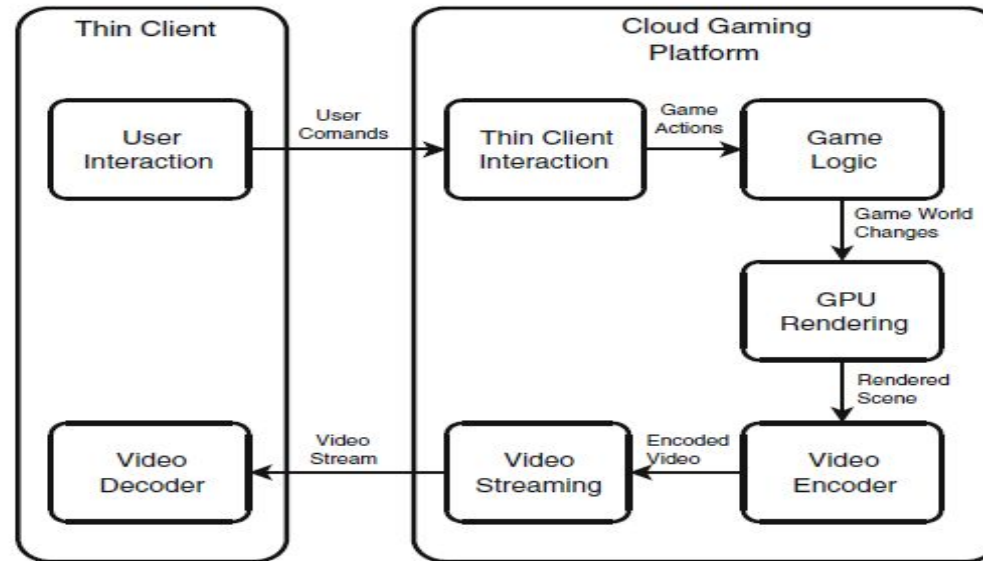 Thin Client
Cloud Gaming
Platform
User
Interaction
User
Comands
Thin Client
Interaction
Game
Actions
Game
Logic
Game World
Changes
GPU
Rendering
Rendered
Scene
Video
Decoder
Video
Stream
Video
Streaming
Encoded
Video
Video
Encoder